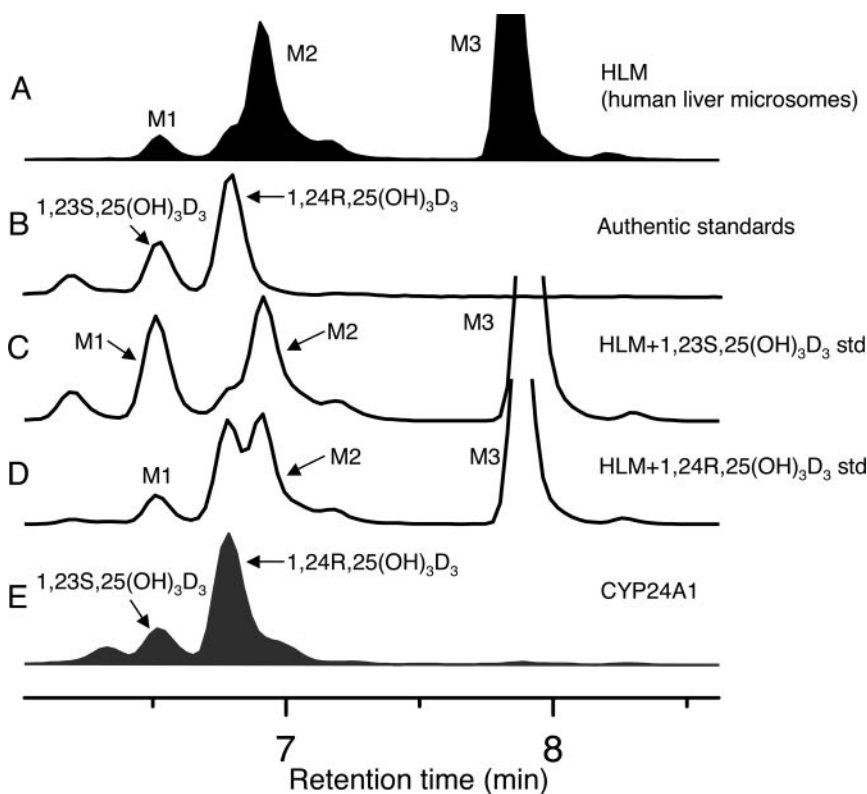 A
M1
M2
M3
HLM
(human liver microsomes)
B
1,23S,25(OH)₃D₃
1,24R,25(OH)₃D₃
Authentic standards
C
M1
M2
M3
HLM+1,23S,25(OH)₃D₃ std
D
M1
M2
M3
HLM+1,24R,25(OH)₃D₃ std
E
1,23S,25(OH)₃D₃
1,24R,25(OH)₃D₃
CYP24A1
7
8
Retention time (min)